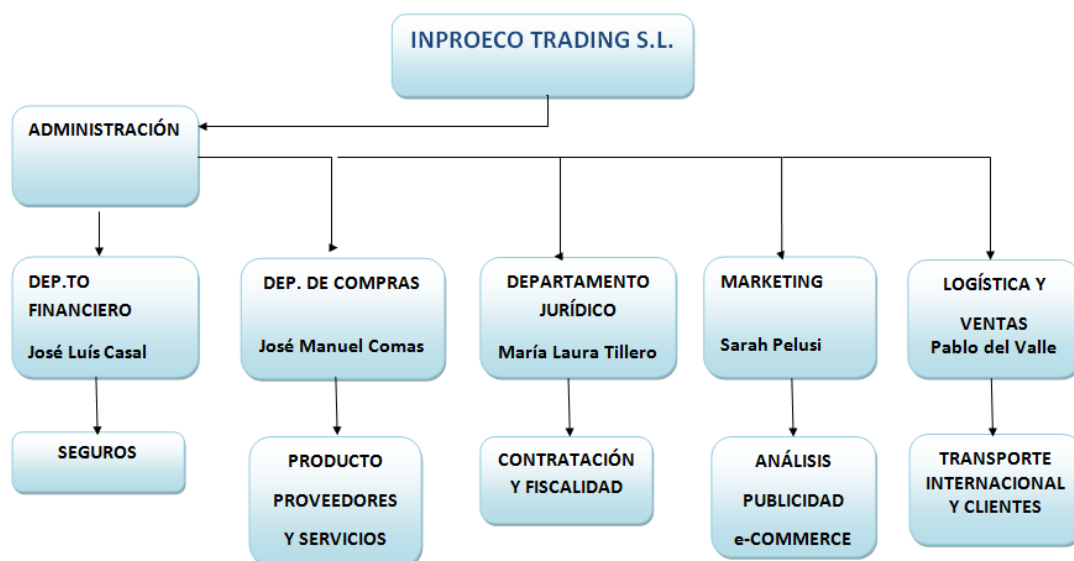 INPROECO TRADING S.L.
ADMINISTRACIÓN
DEP.TO
FINANCIERO
José Luís Casal
DEP. DE COMPRAS
José Manuel Comas
DEPARTAMENTO
JURÍDICO
María Laura Tillero
MARKETING
Sarah Pelusi
LOGÍSTICA Y
VENTAS
Pablo del Valle
SEGUROS
PRODUCTO
PROVEEDORES
Y SERVICIOS
CONTRATACIÓN
Y FISCALIDAD
ANÁLISIS
PUBLICIDAD
e-COMMERCE
TRANSPORTE
INTERNACIONAL
Y CLIENTES